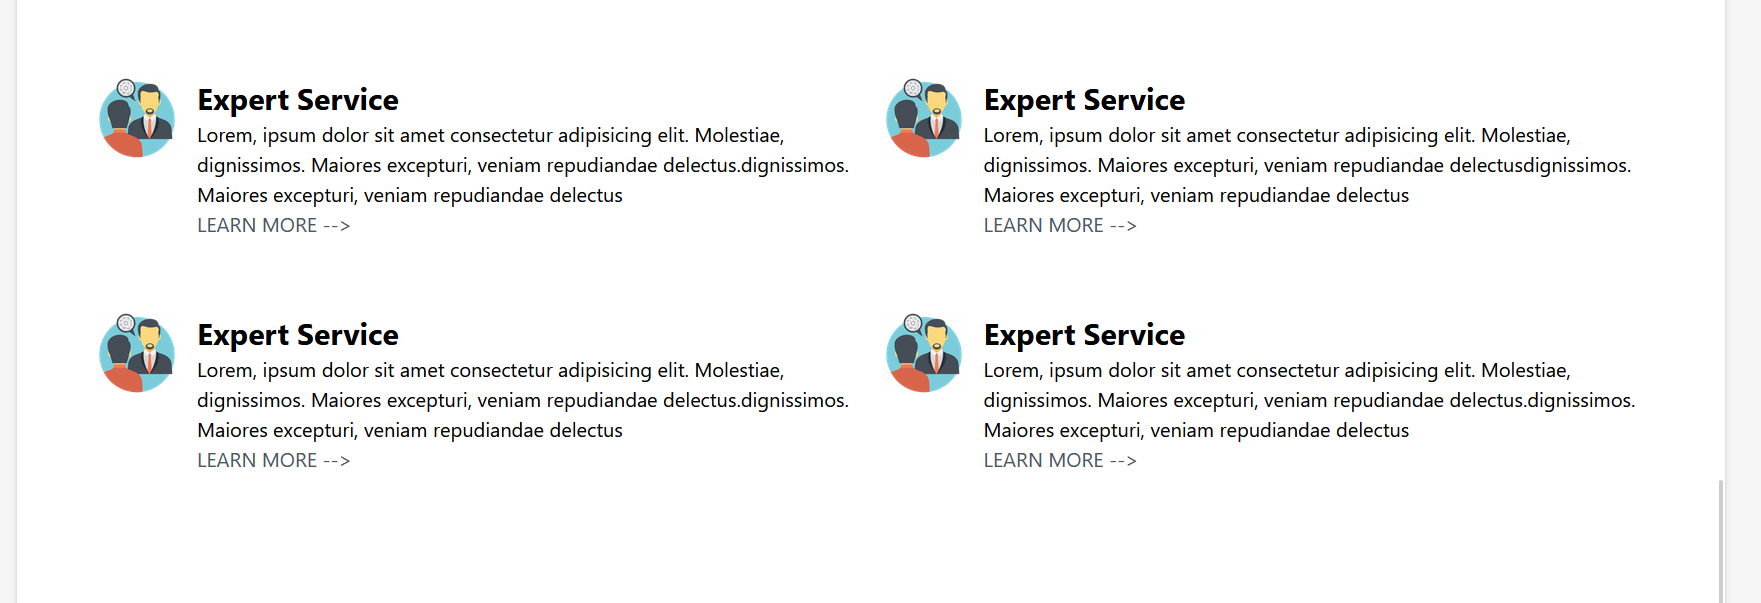 Expert Service
Lorem, ipsum dolor sit amet consectetur adipisicing elit. Molestiae,
dignissimos. Maiores excepturi, veniam repudiandae delectus.dignissimos.
Maiores excepturi, veniam repudiandae delectus
LEARN MORE -->
Expert Service
Lorem, ipsum dolor sit amet consectetur adipisicing elit. Molestiae,
dignissimos. Maiores excepturi, veniam repudiandae delectusdignissimos.
Maiores excepturi, veniam repudiandae delectus
LEARN MORE -->
Expert Service
Lorem, ipsum dolor sit amet consectetur adipisicing elit. Molestiae,
dignissimos. Maiores excepturi, veniam repudiandae delectus.dignissimos.
Maiores excepturi, veniam repudiandae delectus
LEARN MORE -->
Expert Service
Lorem, ipsum dolor sit amet consectetur adipisicing elit. Molestiae,
dignissimos. Maiores excepturi, veniam repudiandae delectus.dignissimos.
Maiores excepturi, veniam repudiandae delectus
LEARN MORE -->